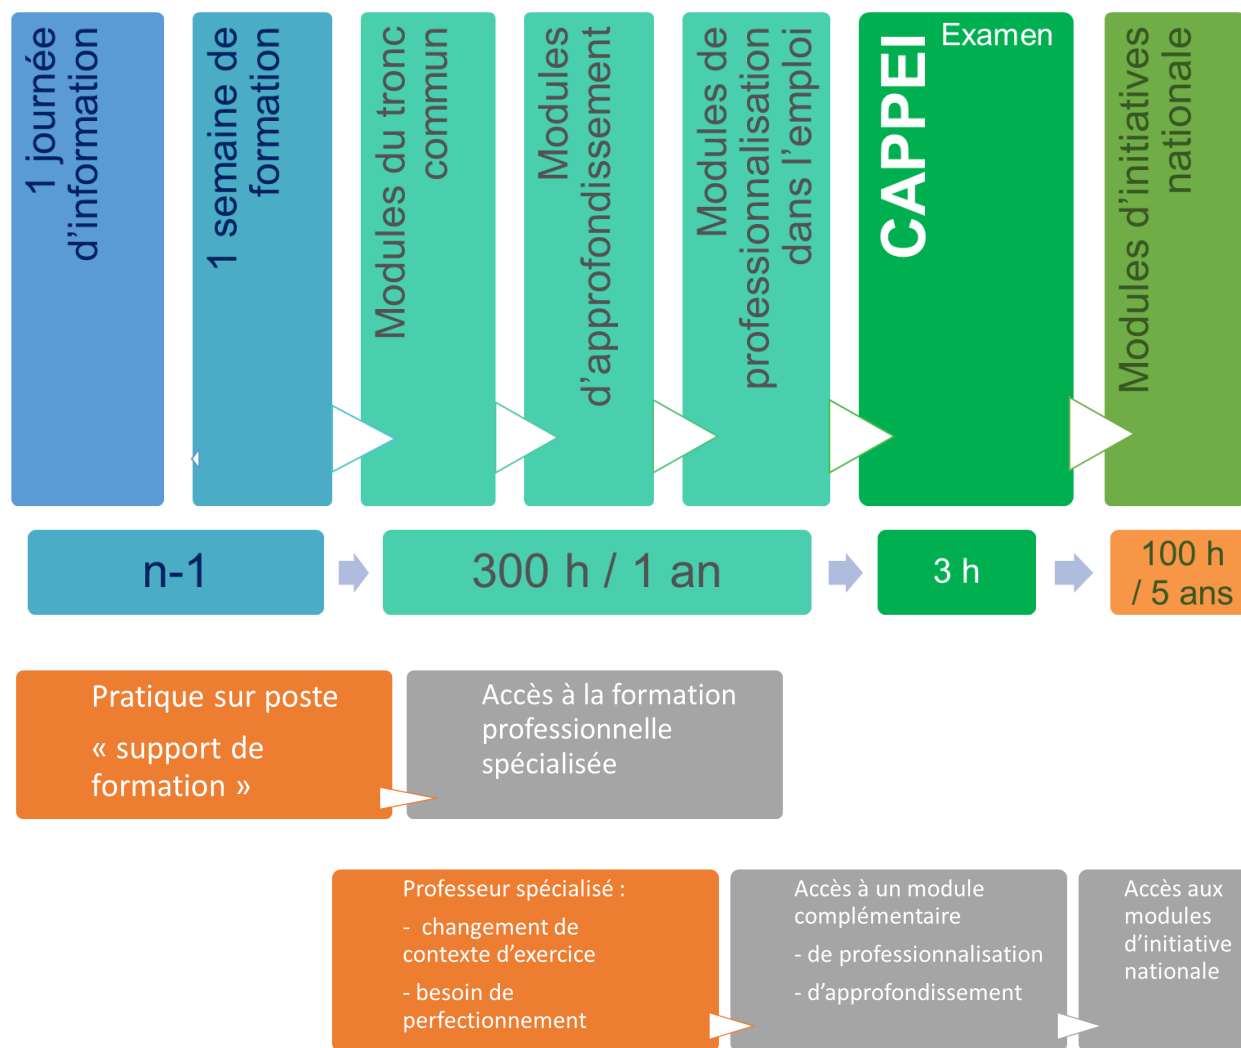 1 journée
d’information
1 semaine de
formation
Modules du tronc
commun
Modules
d’approfondissement
Modules de
professionnalisation
dans l’emploi
CAPPEI
Examen
Modules d’initiatives
nationale
n-1
300 h / 1 an
3 h
100 h
/ 5 ans
Pratique sur poste
« support de
formation »
Accès à la formation
professionnelle
spécialisée
Professeur spécialisé :
- changement de
contexte d’exercice
- besoin de
perfectionnement
Accès à un module
complémentaire
- de professionnalisation
- d’approfondissement
Accès aux
modules
d’initiative
nationale